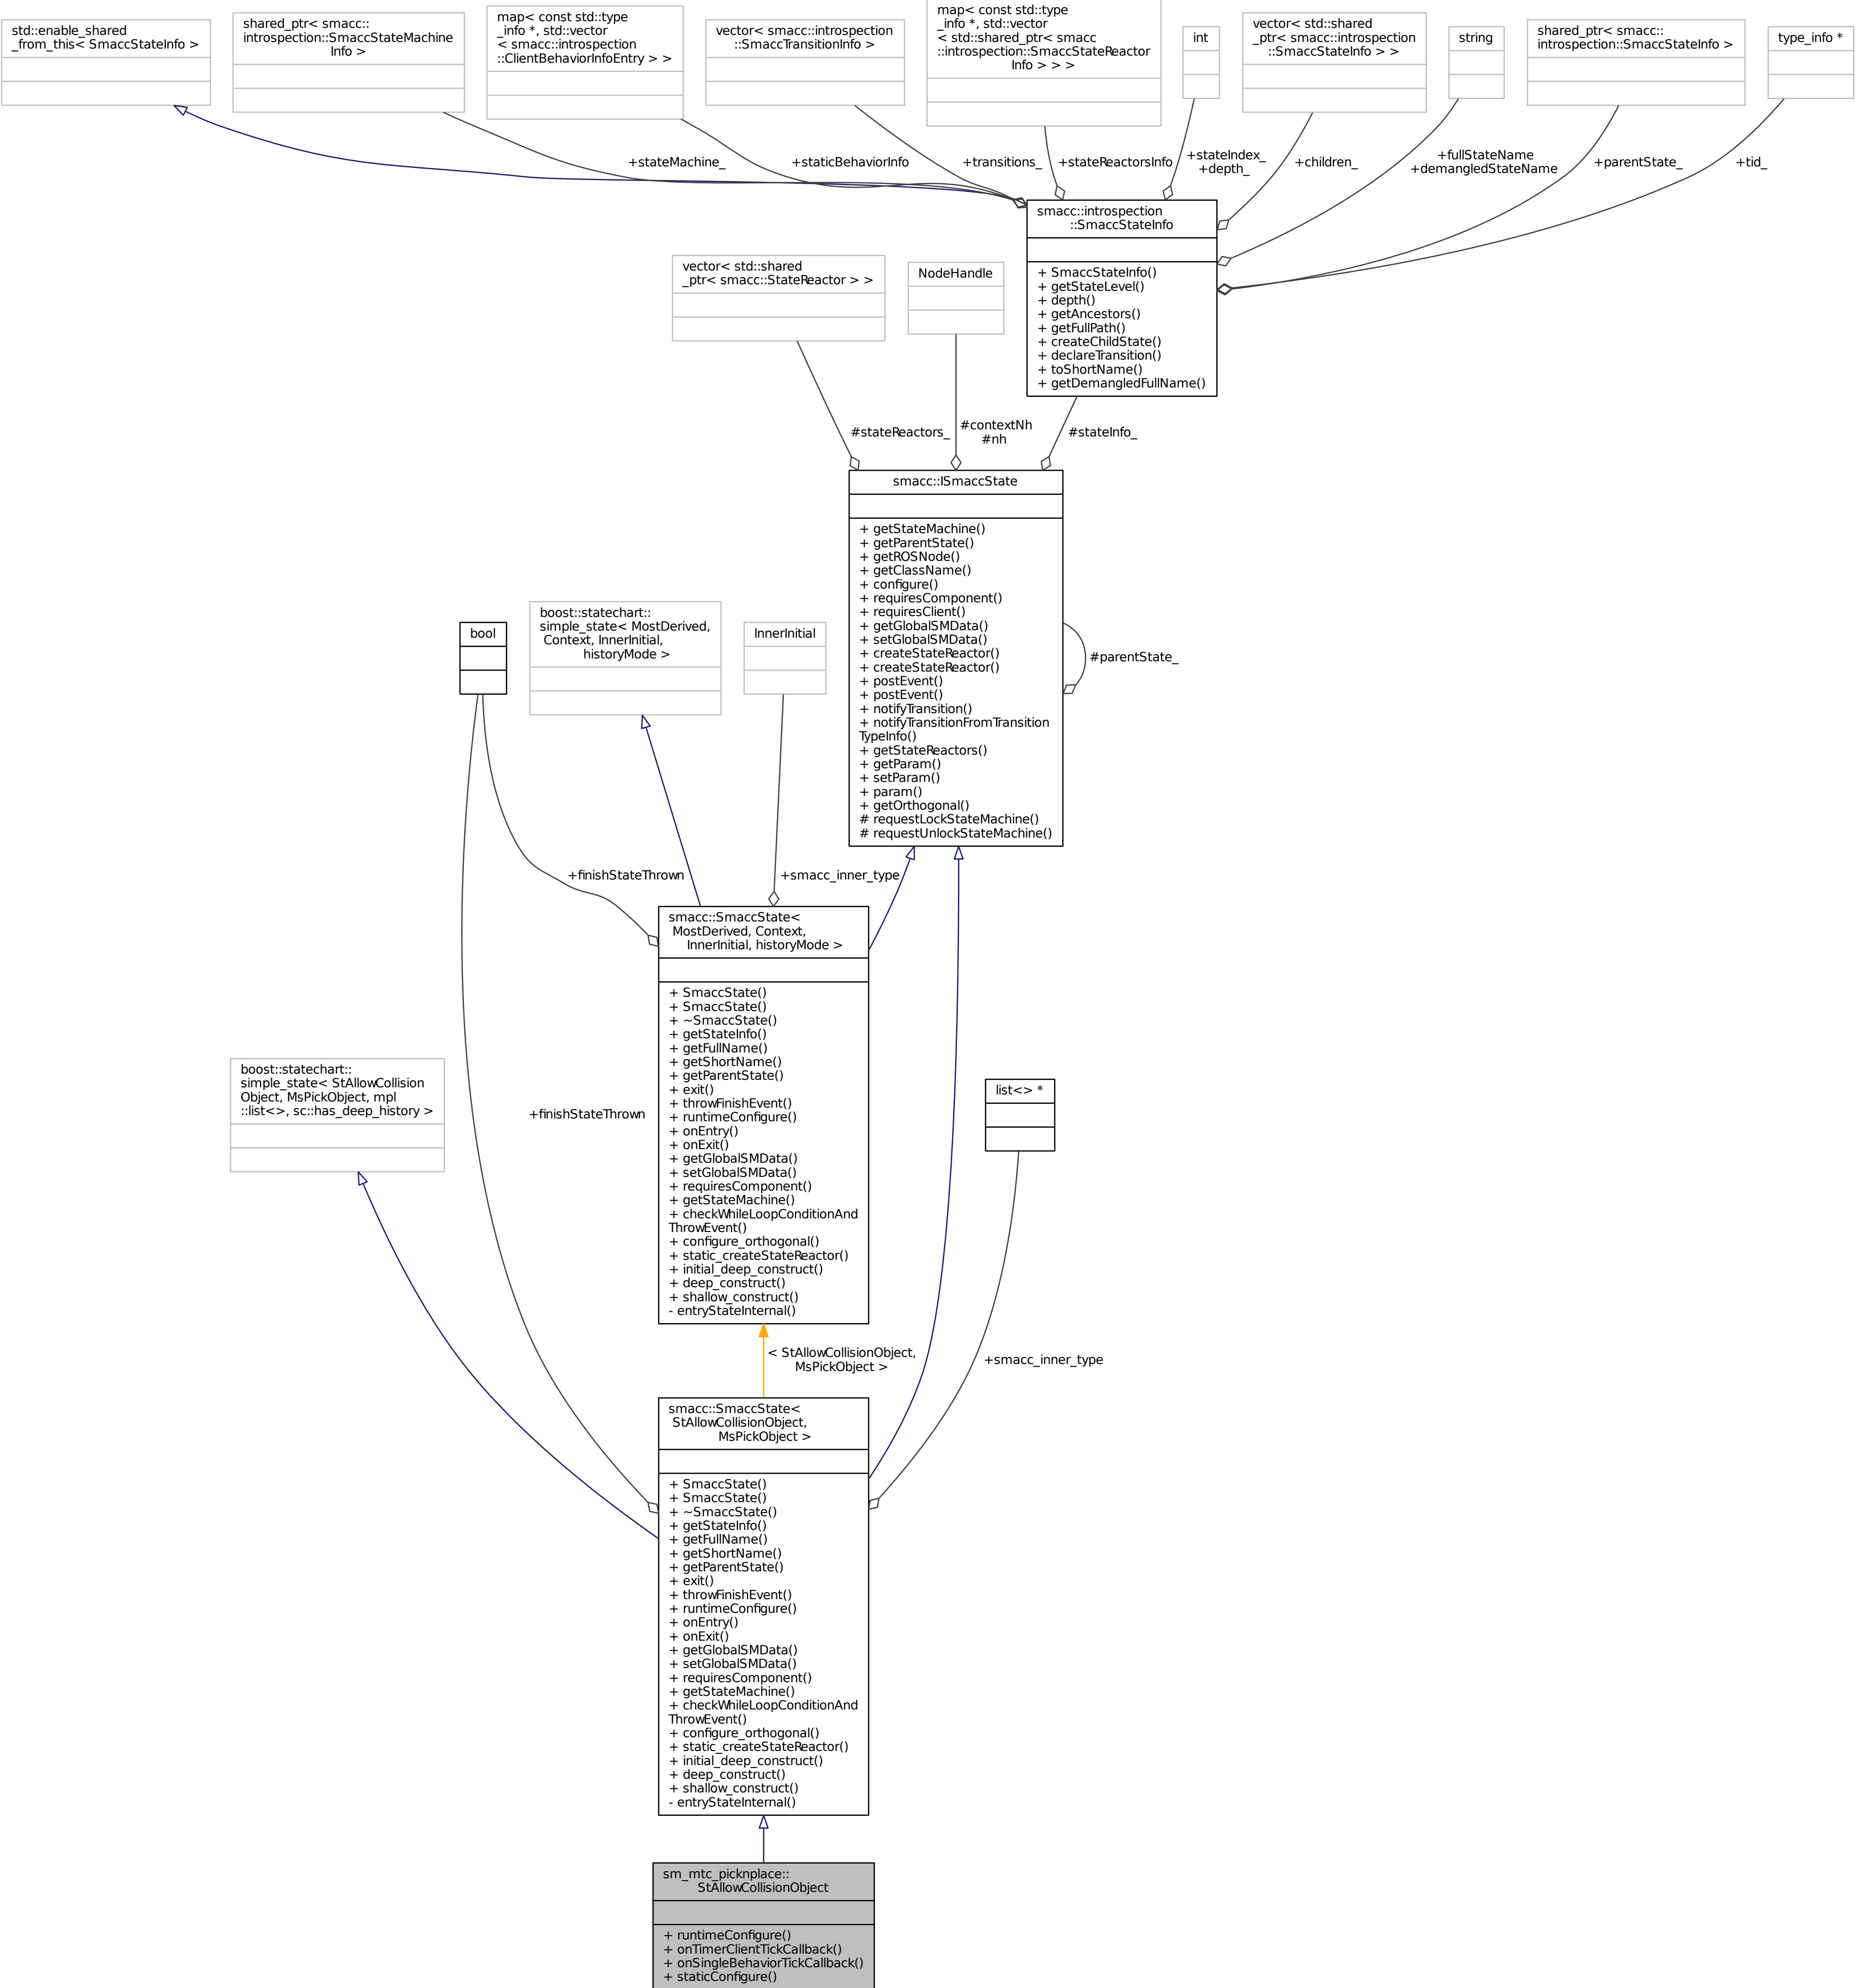 std::enable_shared
_from_this< SmaccStateInfo >
shared_ptr< smacc::
introspection::SmaccStateMachine
Info >
map< const std::type
_info *, std::vector
< smacc::introspection
::ClientBehaviorInfoEntry > >
vector< smacc::introspection
::SmaccTransitionInfo >
map< const std::type
_info *, std::vector
< std::shared_ptr< smacc
::introspection::SmaccStateReactor
Info > > >
int
vector< std::shared
_ptr< smacc::introspection
::SmaccStateInfo > >
string
shared_ptr< smacc::
introspection::SmaccStateInfo >
type_info *
+stateMachine_
+staticBehaviorInfo
+transitions_
+stateReactorsInfo
+stateIndex_
+depth_
+children_
+fullStateName
+demangledStateName
+parentState_
+tid_
smacc::introspection
::SmaccStateInfo
+ SmaccStateInfo()
+ getStateLevel()
+ depth()
+ getAncestors()
+ getFullPath()
+ createChildState()
+ declareTransition()
+ toShortName()
+ getDemangledFullName()
vector< std::shared
_ptr< smacc::StateReactor > >
NodeHandle
#stateReactors_
#contextNh
#nh
#stateInfo_
smacc::ISmaccState
+ getStateMachine()
+ getParentState()
+ getROSNode()
+ getClassName()
+ configure()
+ requiresComponent()
+ requiresClient()
+ getGlobalSMData()
+ setGlobalSMData()
+ createStateReactor()
+ createStateReactor()
+ postEvent()
+ postEvent()
+ notifyTransition()
+ notifyTransitionFromTransition
TypeInfo()
+ getStateReactors()
+ getParam()
+ setParam()
+ param()
+ getOrthogonal()
# requestLockStateMachine()
# requestUnlockStateMachine()
#parentState_
bool
boost::statechart::
simple_state< MostDerived,
Context, InnerInitial,
historyMode >
InnerInitial
+finishStateThrown
+smacc_inner_type
smacc::SmaccState<
MostDerived, Context,
InnerInitial, historyMode >
+ SmaccState()
+ SmaccState()
+ ~SmaccState()
+ getStateInfo()
+ getFullName()
+ getShortName()
+ getParentState()
+ exit()
+ throwFinishEvent()
+ runtimeConfigure()
+ onEntry()
+ onExit()
+ getGlobalSMData()
+ setGlobalSMData()
+ requiresComponent()
+ getStateMachine()
+ checkWhileLoopConditionAnd
ThrowEvent()
+ configure_orthogonal()
+ static_createStateReactor()
+ initial_deep_construct()
+ deep_construct()
+ shallow_construct()
- entryStateInternal()
boost::statechart::
simple_state< StAllowCollision
Object, MsPickObject, mpl
::list<>, sc::has_deep_history >
+finishStateThrown
list<> *
< StAllowCollisionObject,
MsPickObject >
+smacc_inner_type
smacc::SmaccState<
StAllowCollisionObject,
MsPickObject >
+ SmaccState()
+ SmaccState()
+ ~SmaccState()
+ getStateInfo()
+ getFullName()
+ getShortName()
+ getParentState()
+ exit()
+ throwFinishEvent()
+ runtimeConfigure()
+ onEntry()
+ onExit()
+ getGlobalSMData()
+ setGlobalSMData()
+ requiresComponent()
+ getStateMachine()
+ checkWhileLoopConditionAnd
ThrowEvent()
+ configure_orthogonal()
+ static_createStateReactor()
+ initial_deep_construct()
+ deep_construct()
+ shallow_construct()
- entryStateInternal()
sm_mtc_picknplace::
StAllowCollisionObject
+ runtimeConfigure()
+ onTimerClientTickCallback()
+ onSingleBehaviorTickCallback()
+ staticConfigure()